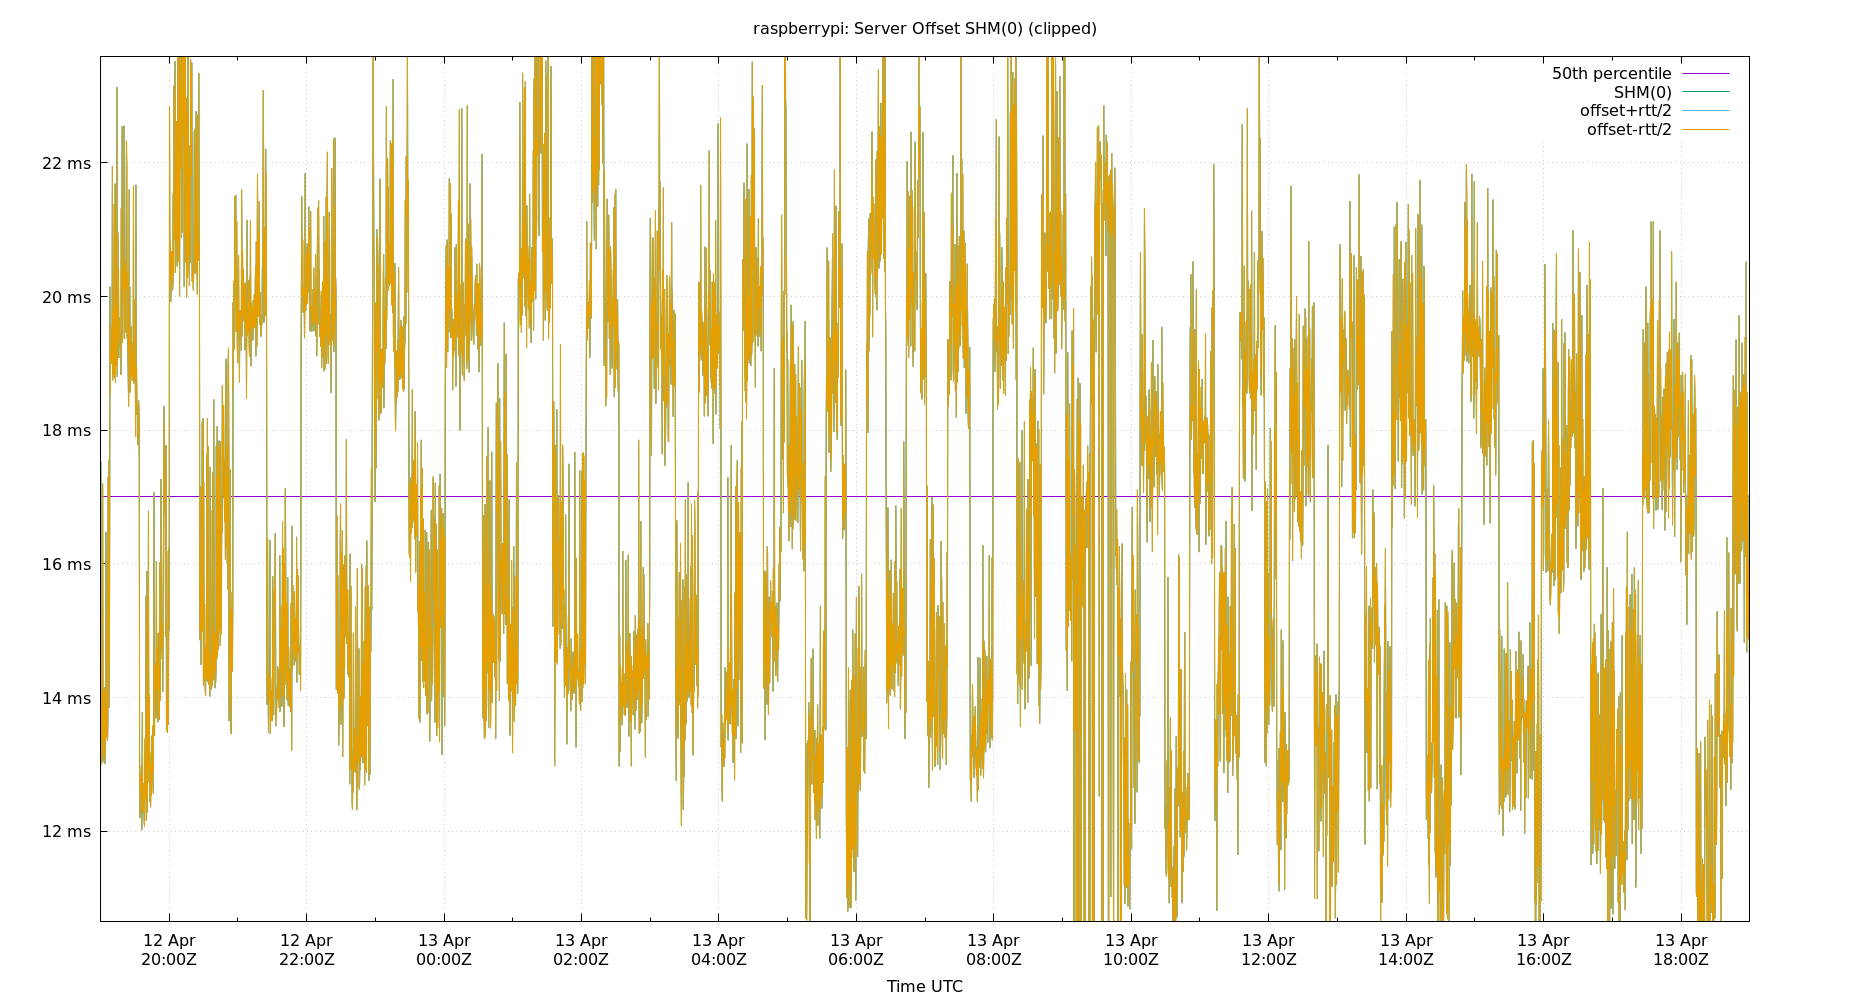 raspberrypi: Server Offset SHM(0) (clipped)
50th percentile
SHM(0)
offset+rtt/2
offset-rtt/2
22 ms
20 ms
18 ms
16 ms
14 ms
12 ms
12 Apr 12 Apr 13 Apr 13 Apr 13 Apr 13 Apr 13 Apr 13 Apr 13 Apr 13 Apr 13 Apr 13 Apr
20:00Z 22:00Z 00:00Z 02:00Z 04:00Z 06:00Z 08:00Z 10:00Z 12:00Z 14:00Z 16:00Z 18:00Z
Time UTC